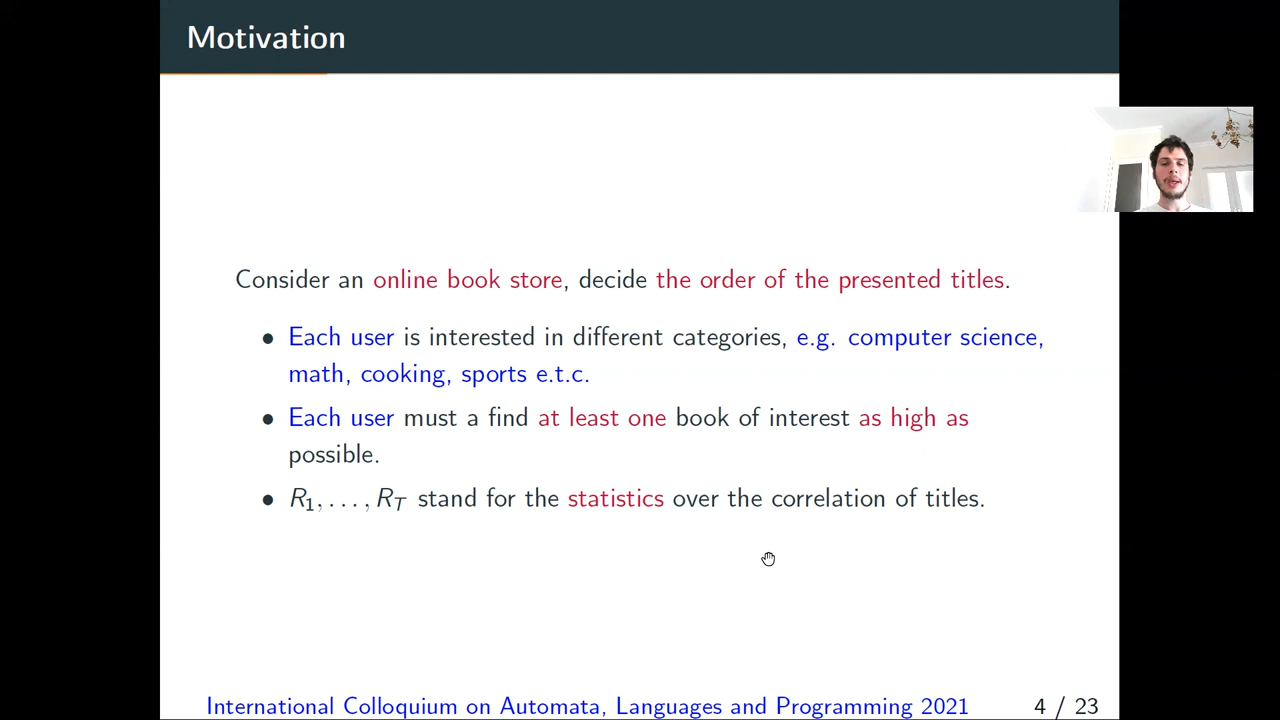 Motivation
Consider an online book store, decide the order of the presented titles.
• Each user is interested in different categories, e.g. computer science,
math, cooking, sports e.t.c.
• Each user must a find at least one book of interest as high as
possible.
• R₁, . . . , R_T stand for the statistics over the correlation of titles.
International Colloquium on Automata, Languages and Programming 2021
4 / 23